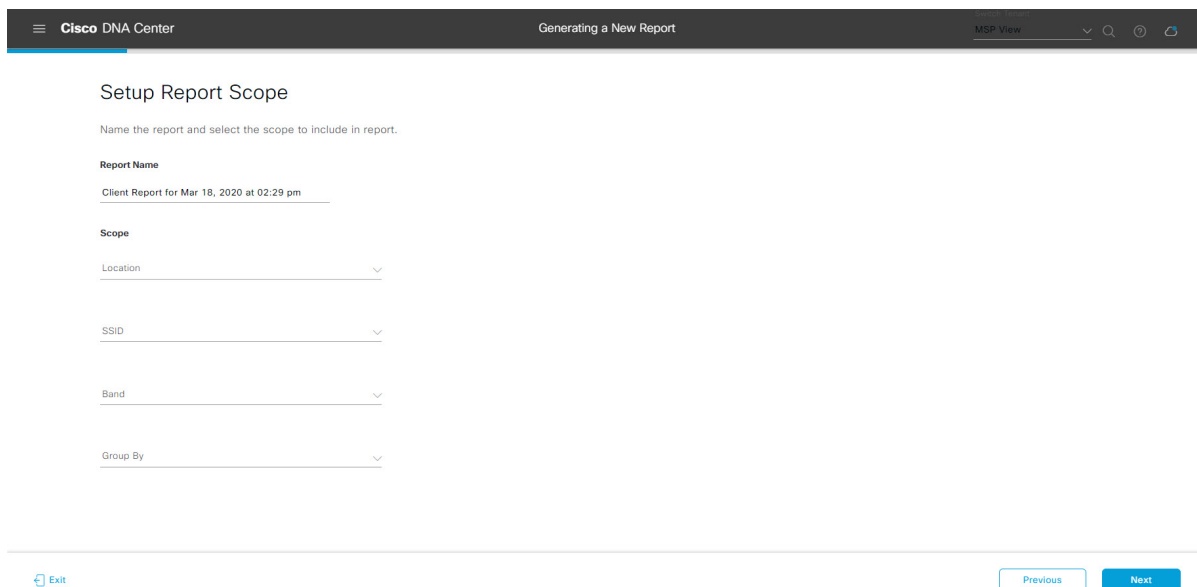 Cisco DNA Center
Generating a New Report
MSP View
Setup Report Scope
Name the report and select the scope to include in report.
Report Name
Client Report for Mar 18, 2020 at 02:29 pm
Scope
Location
SSID
Band
Group By
Exit
Previous
Next